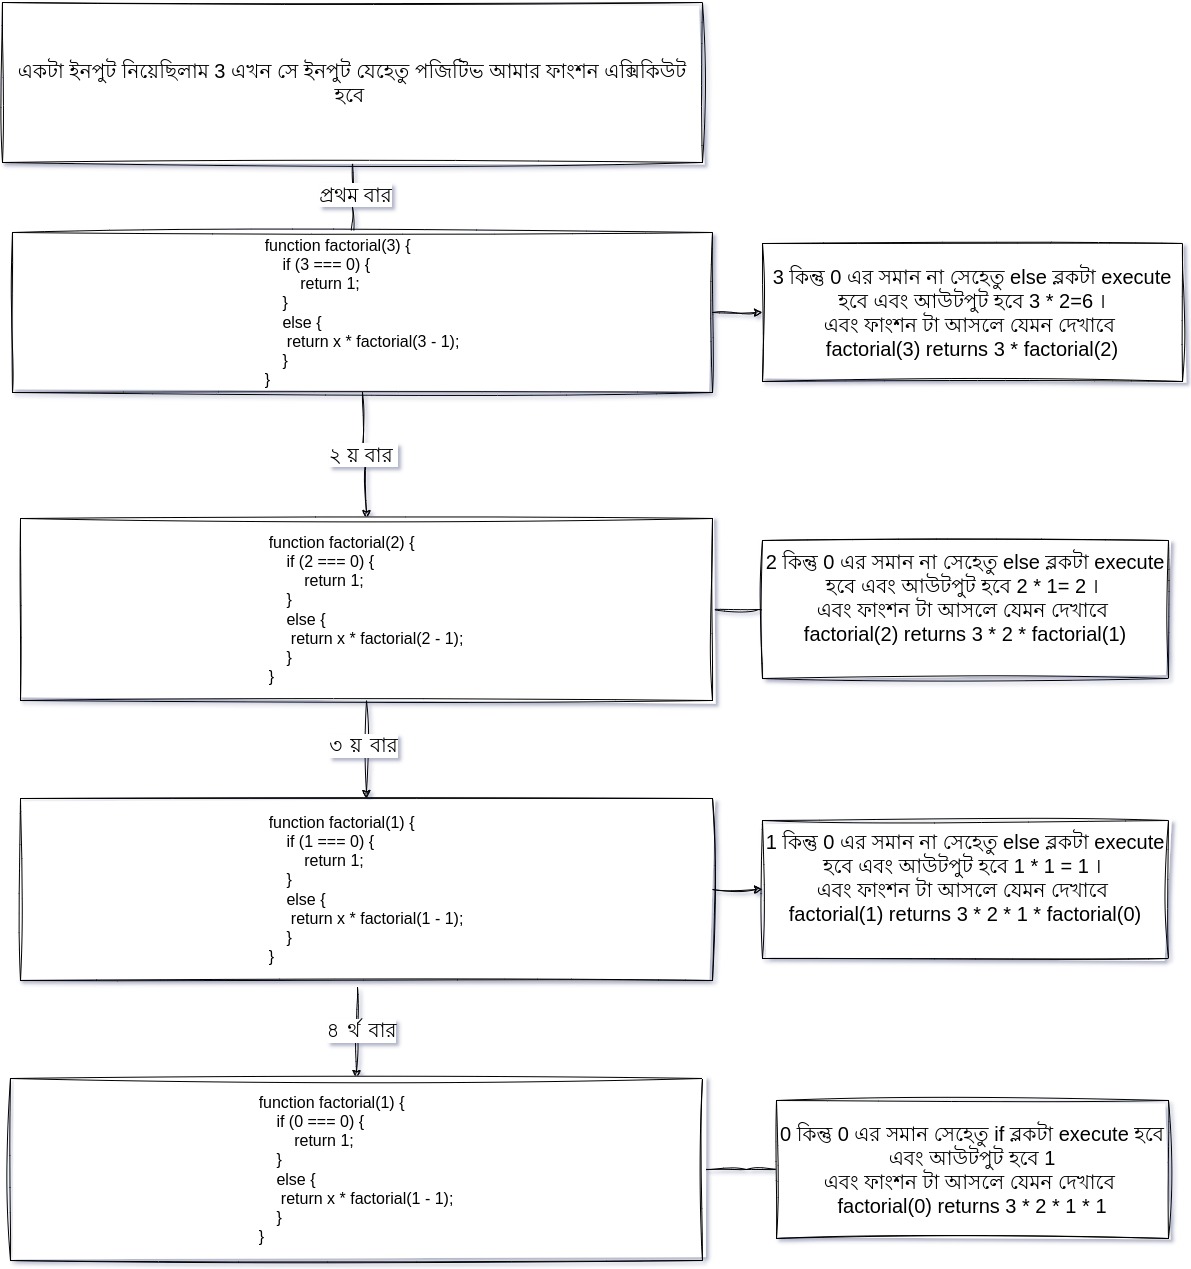 একটা ইনপুট নিয়েছিলাম 3 এখন সে ইনপুট যেহেতু পজিটিভ আমার ফাংশন এক্সিকিউট
হবে
প্রথম বার
function factorial(3) {
if (3 === 0) {
return 1;
}
else {
return x * factorial(3 - 1);
}
}
3 কিন্তু 0 এর সমান না সেহেতু else ব্লকটা execute
হবে এবং আউটপুট হবে 3 * 2=6 ।
এবং ফাংশন টা আসলে যেমন দেখাবে
factorial(3) returns 3 * factorial(2)
২ য় বার
function factorial(2) {
if (2 === 0) {
return 1;
}
else {
return x * factorial(2 - 1);
}
}
2 কিন্তু 0 এর সমান না সেহেতু else ব্লকটা execute
হবে এবং আউটপুট হবে 2 * 1= 2 ।
এবং ফাংশন টা আসলে যেমন দেখাবে
factorial(2) returns 3 * 2 * factorial(1)
৩ য় বার
function factorial(1) {
if (1 === 0) {
return 1;
}
else {
return x * factorial(1 - 1);
}
}
1 কিন্তু 0 এর সমান না সেহেতু else ব্লকটা execute
হবে এবং আউটপুট হবে 1 * 1 = 1 ।
এবং ফাংশন টা আসলে যেমন দেখাবে
factorial(1) returns 3 * 2 * 1 * factorial(0)
৪ র্থ বার
function factorial(1) {
if (0 === 0) {
return 1;
}
else {
return x * factorial(1 - 1);
}
}
0 কিন্তু 0 এর সমান সেহেতু if ব্লকটা execute হবে
এবং আউটপুট হবে 1
এবং ফাংশন টা আসলে যেমন দেখাবে
factorial(0) returns 3 * 2 * 1 * 1